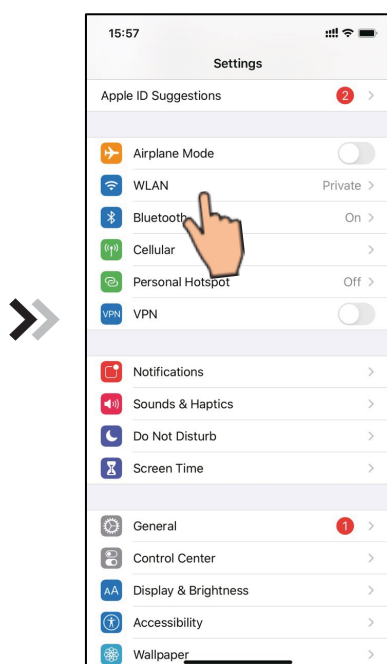 15:57
Settings
Apple ID Suggestions 2
Airplane Mode
WLAN Private
Bluetooth On
Cellular
Personal Hotspot Off
VPN VPN
Notifications
Sounds & Haptics
Do Not Disturb
Screen Time
General 1
Control Center
AA Display & Brightness
Accessibility
Wallpaper